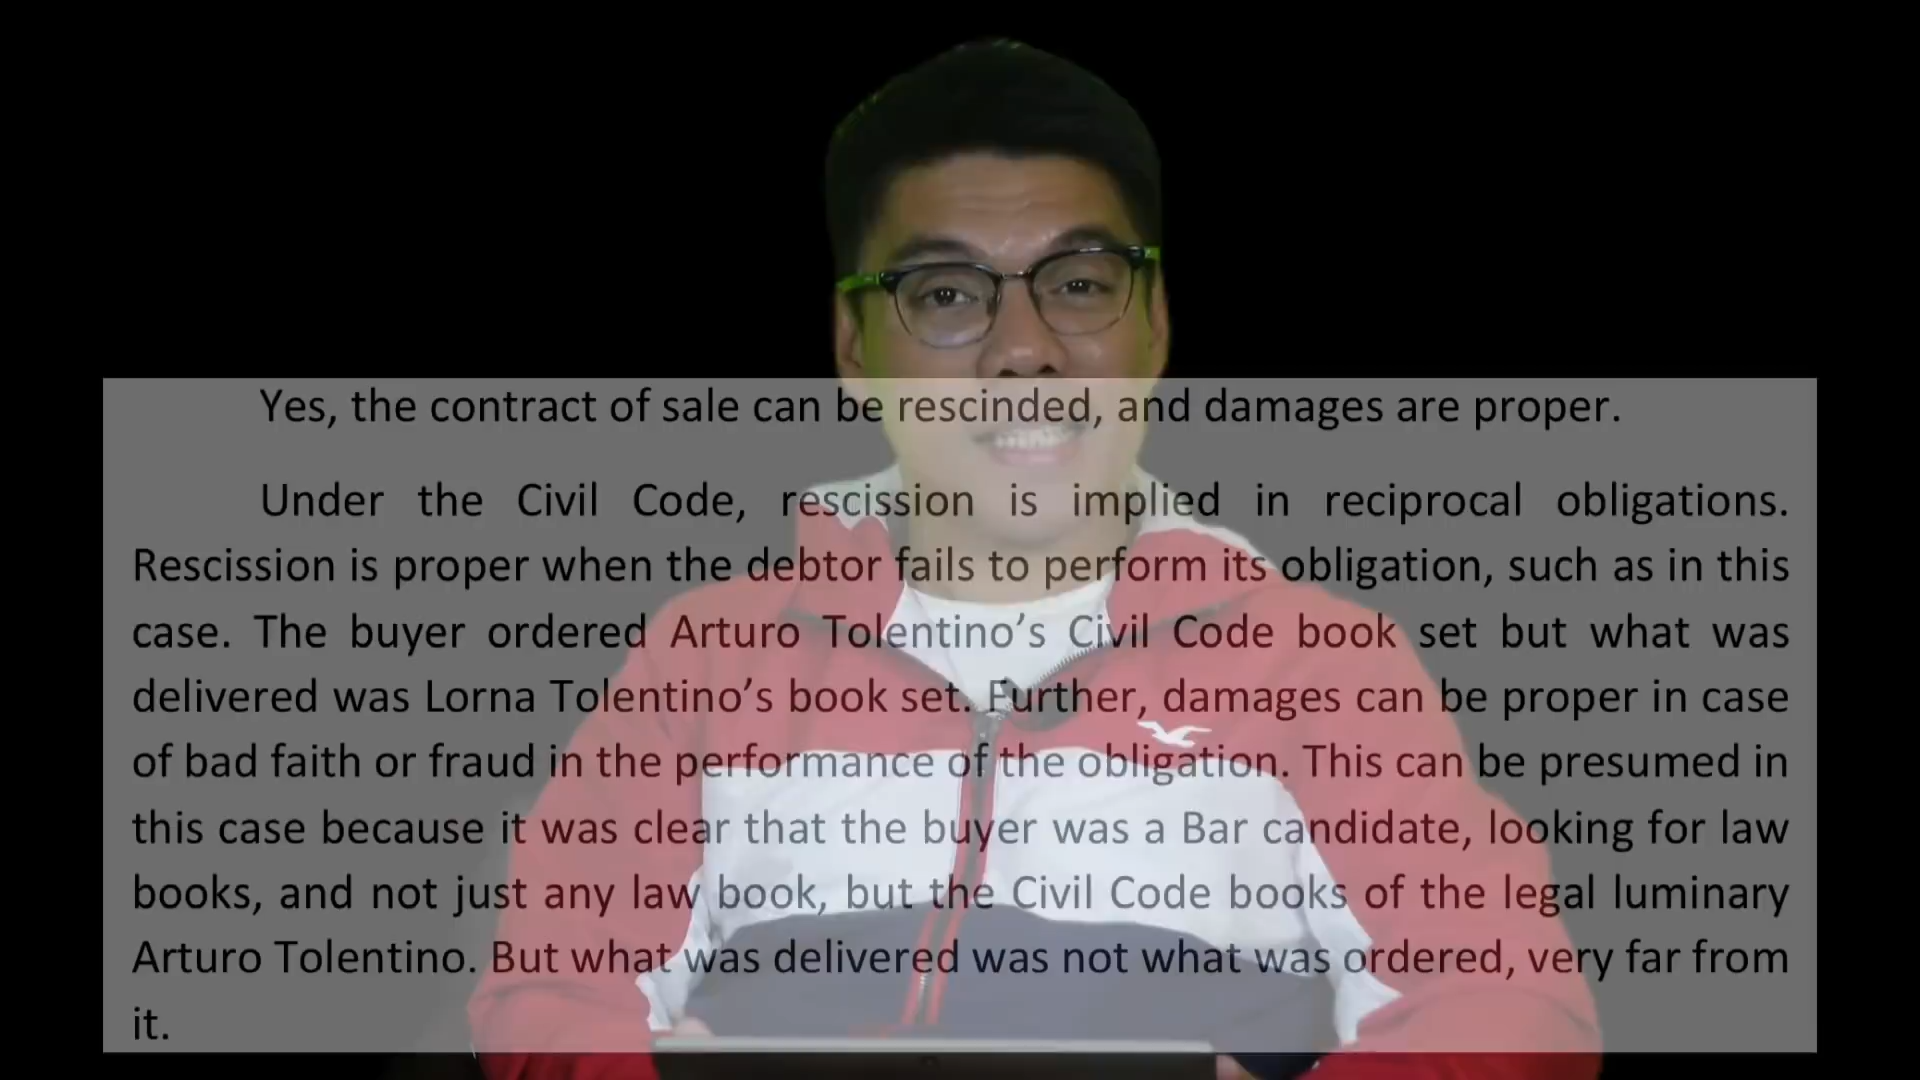 Yes, the contract of sale can be rescinded, and damages are proper.
Under the Civil Code, rescission is implied in reciprocal obligations.
Rescission is proper when the debtor fails to perform its obligation, such as in this
case. The buyer ordered Arturo Tolentino’s Civil Code book set but what was
delivered was Lorna Tolentino’s book set. Further, damages can be proper in case
of bad faith or fraud in the performance of the obligation. This can be presumed in
this case because it was clear that the buyer was a Bar candidate, looking for law
books, and not just any law book, but the Civil Code books of the legal luminary
Arturo Tolentino. But what was delivered was not what was ordered, very far from
it.